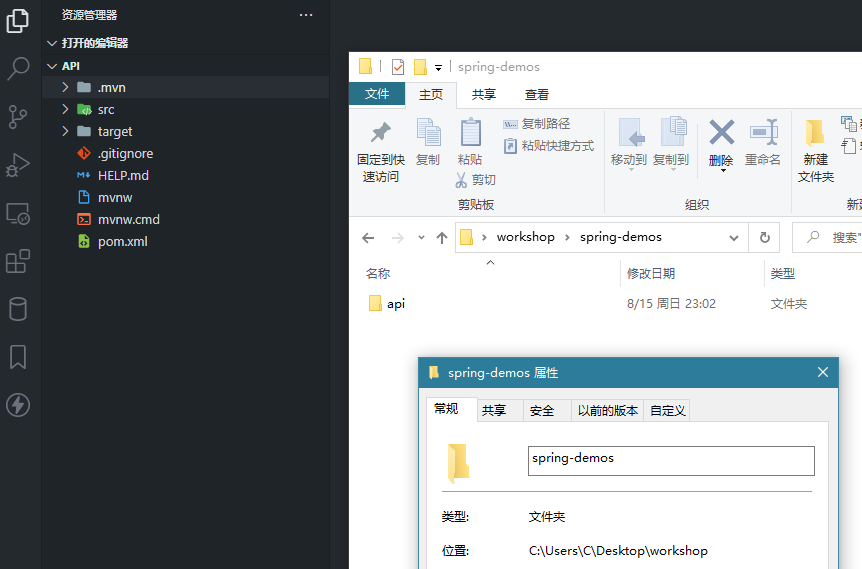 资源管理器
打开的编辑器
API
.mvn
src
target
.gitignore
HELP.md
mvnw
mvnw.cmd
pom.xml
spring-demos
文件 主页 共享 查看
固定到快速访问
复制
粘贴
复制路径
粘贴快捷方式
剪切
剪贴板
移动到
复制到
删除
重命名
组织
新建
文件夹
workshop spring-demos
搜索"
名称 修改日期 类型
api 8/15 周日 23:02 文件夹
spring-demos 属性
常规 共享 安全 以前的版本 自定义
spring-demos
类型: 文件夹
位置: C:\Users\C\Desktop\workshop